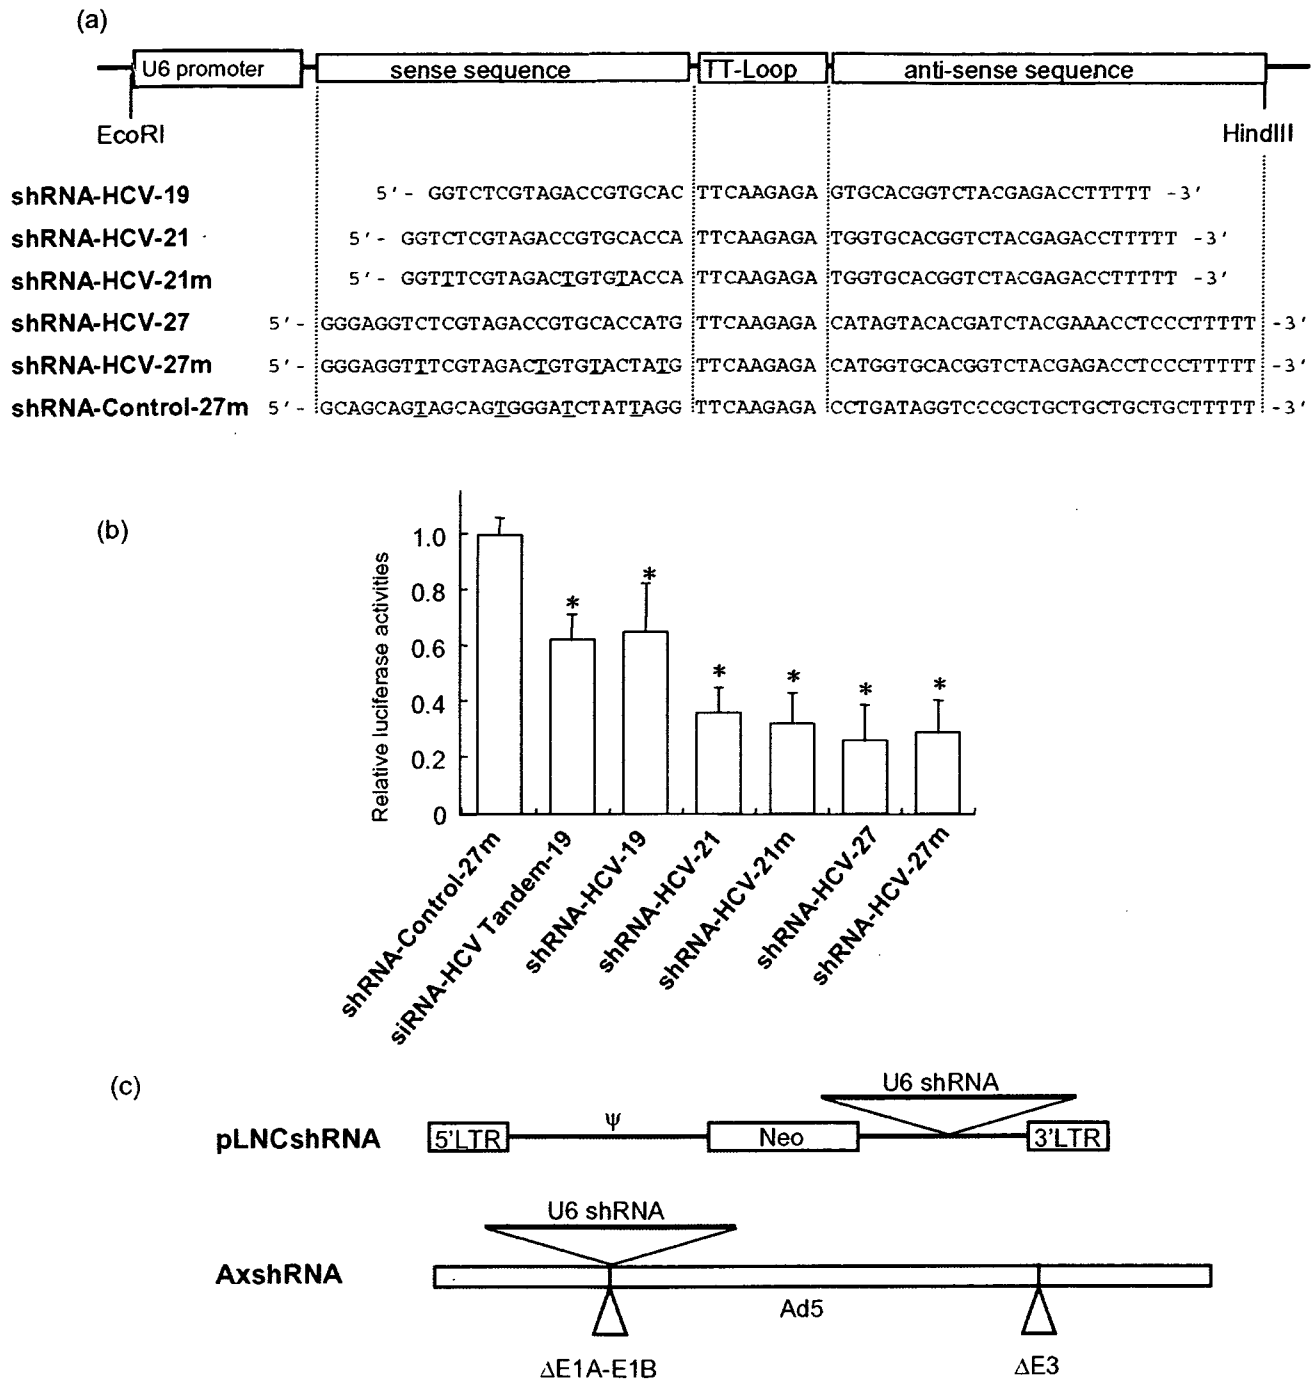 (a)
U6 promoter sense sequence TT-Loop anti-sense sequence
EcoRI HindIII
shRNA-HCV-19 5'- GGTCTCGTAGACCGTGCAC TTCAAGAGA GTGCACGGTCTACGAGACCTTTTT -3'
shRNA-HCV-21 5'- GGTCTCGTAGACCGTGCACCA TTCAAGAGA TGGTGCACGGTCTACGAGACCTTTTT -3'
shRNA-HCV-21m 5'- GGTTTCGTAGACTGTGTACCA TTCAAGAGA TGGTGCACGGTCTACGAGACCTTTTT -3'
shRNA-HCV-27 5'- GGGAGGTCTCGTAGACCGTGCACCATG TTCAAGAGA CATAGTACACGATCTACGAAACCTCCCTTTTT -3'
shRNA-HCV-27m 5'- GGGAGGTTTCGTAGACTGTGTACTATG TTCAAGAGA CATGGTGCACGGTCTACGAGACCTCCCTTTTT -3'
shRNA-Control-27m 5'- GCAGCAGTAGCAGTGGGATCTATTAGG TTCAAGAGA CCTGATAGGTCCCGCTGCTGCTGCTGCTTTTT -3'
(b)
Relative luciferase activities
1.0
0.8
0.6
0.4
0.2
0
* * * * * *
shRNA-Control-27m
siRNA-HCV Tandem-19
shRNA-HCV-19
shRNA-HCV-21
shRNA-HCV-21m
shRNA-HCV-27
shRNA-HCV-27m
(c)
U6 shRNA
pLNCshRNA 5'LTR ψ Neo 3'LTR
U6 shRNA
AxshRNA
Ad5
ΔE1A-E1B ΔE3